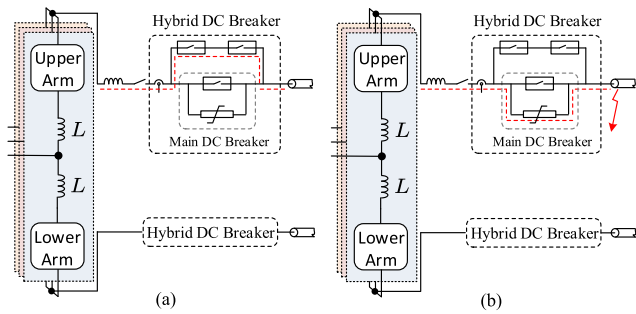 Hybrid DC Breaker
Upper
Arm
L
Main DC Breaker
L
Lower
Arm
Hybrid DC Breaker
(a)
Hybrid DC Breaker
Upper
Arm
L
Main DC Breaker
L
Lower
Arm
Hybrid DC Breaker
(b)